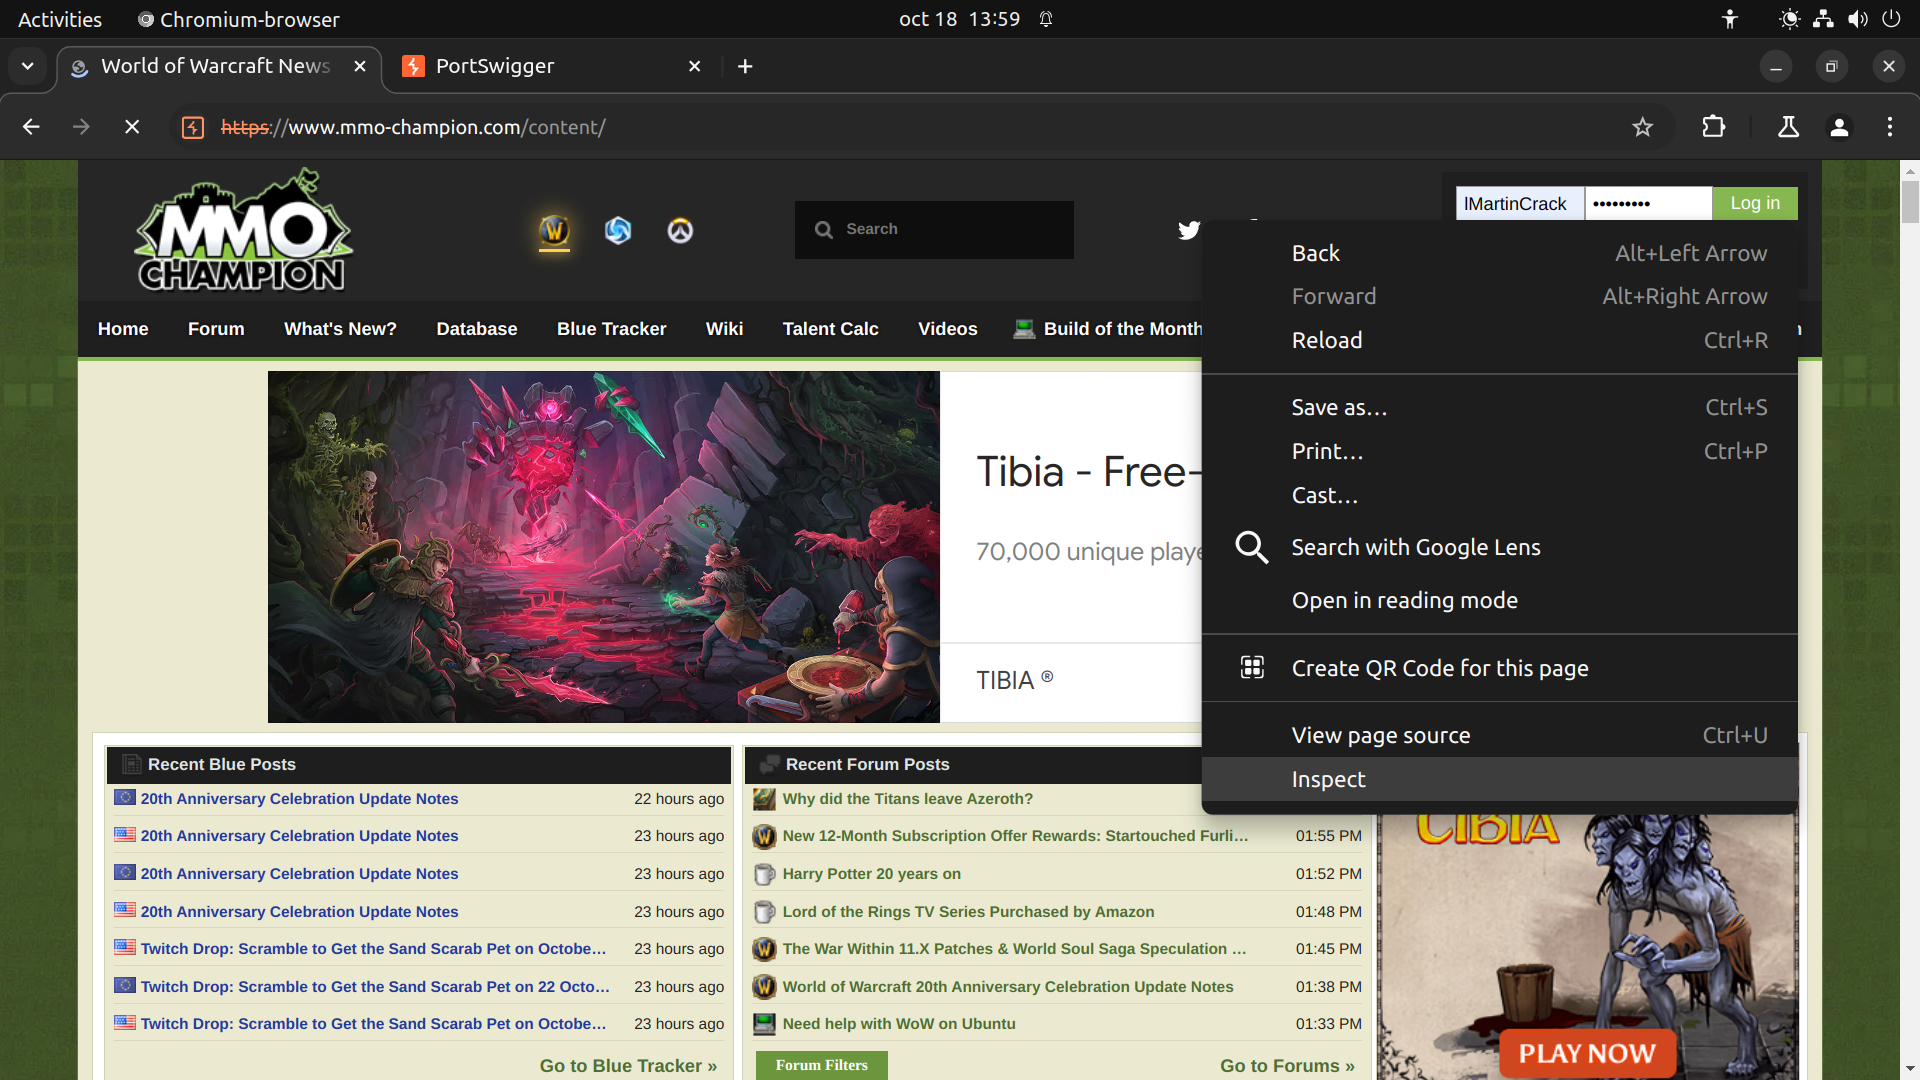 Activities
Chromium-browser
oct 18 13:59
World of Warcraft News
PortSwigger
https://www.mmo-champion.com/content/
MMO
CHAMPION
Search
lMartinCrack
•••••••••
Log in
Home
Forum
What's New?
Database
Blue Tracker
Wiki
Talent Calc
Videos
Build of the Month
Back Alt+Left Arrow
Forward Alt+Right Arrow
Reload Ctrl+R
Save as… Ctrl+S
Print… Ctrl+P
Cast…
Search with Google Lens
Open in reading mode
Create QR Code for this page
View page source Ctrl+U
Inspect
Tibia - Free-
70,000 unique playe
TIBIA ®
Recent Blue Posts
20th Anniversary Celebration Update Notes 22 hours ago
20th Anniversary Celebration Update Notes 23 hours ago
20th Anniversary Celebration Update Notes 23 hours ago
20th Anniversary Celebration Update Notes 23 hours ago
Twitch Drop: Scramble to Get the Sand Scarab Pet on Octobe… 23 hours ago
Twitch Drop: Scramble to Get the Sand Scarab Pet on 22 Octo… 23 hours ago
Twitch Drop: Scramble to Get the Sand Scarab Pet on Octobe… 23 hours ago
Go to Blue Tracker »
Recent Forum Posts
Why did the Titans leave Azeroth?
New 12-Month Subscription Offer Rewards: Startouched Furli… 01:55 PM
Harry Potter 20 years on 01:52 PM
Lord of the Rings TV Series Purchased by Amazon 01:48 PM
The War Within 11.X Patches & World Soul Saga Speculation … 01:45 PM
World of Warcraft 20th Anniversary Celebration Update Notes 01:38 PM
Need help with WoW on Ubuntu 01:33 PM
Forum Filters
Go to Forums »
TIBIA
PLAY NOW